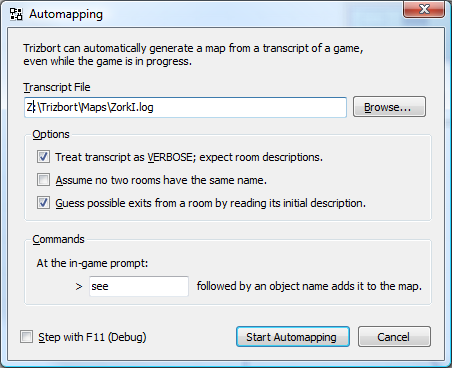 Automapping
Trizbort can automatically generate a map from a transcript of a game,
even while the game is in progress.
Transcript File
Z:\Trizbort\Maps\ZorkI.log
Browse...
Options
Treat transcript as VERBOSE; expect room descriptions.
Assume no two rooms have the same name.
Guess possible exits from a room by reading its initial description.
Commands
At the in-game prompt:
> see followed by an object name adds it to the map.
Step with F11 (Debug)
Start Automapping
Cancel